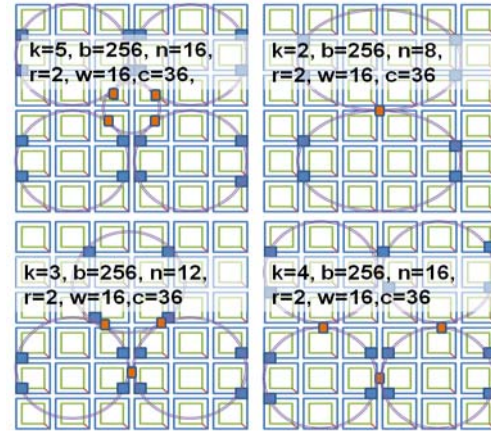 k=5, b=256, n=16,
r=2, w=16,c=36,
k=2, b=256, n=8,
r=2, w=16,c=36
k=3, b=256, n=12,
r=2, w=16,c=36
k=4, b=256, n=16,
r=2, w=16,c=36